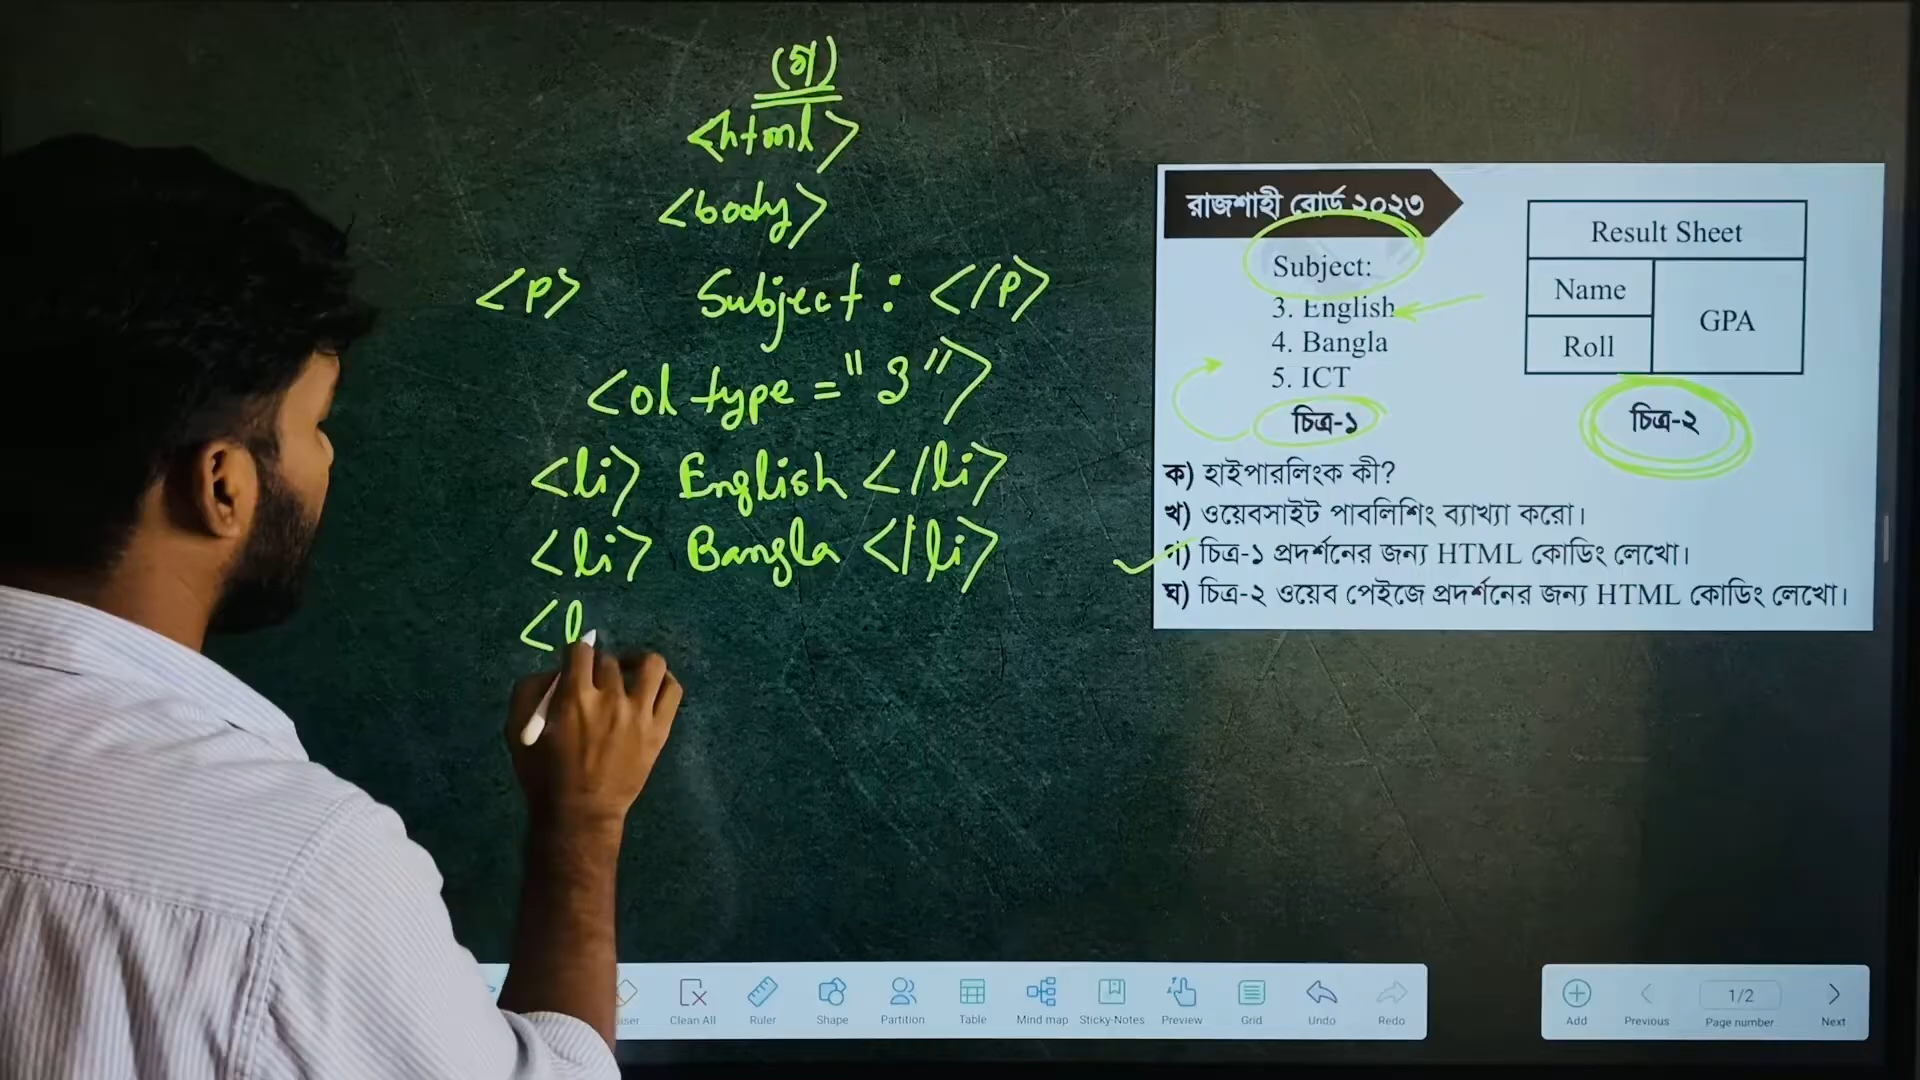 (গ)
<html>
<body>
<p> Subject : </p>
<ol type = "3">
<li> English </li>
<li> Bangla </li>
<l
রাজশাহী বোর্ড ২০২৩
Subject:
3. English
4. Bangla
5. ICT
চিত্র-১
Result Sheet
Name
Roll
GPA
চিত্র-২
ক) হাইপারলিংক কী?
খ) ওয়েবসাইট পাবলিশিং ব্যাখ্যা করো।
গ) চিত্র-১ প্রদর্শনের জন্য HTML কোডিং লেখো।
ঘ) চিত্র-২ ওয়েব পেইজে প্রদর্শনের জন্য HTML কোডিং লেখো।
Clean All Ruler Shape Partition Table Mind map Sticky-Notes Preview Grid Undo Redo
1/2
Add Previous Page number Next